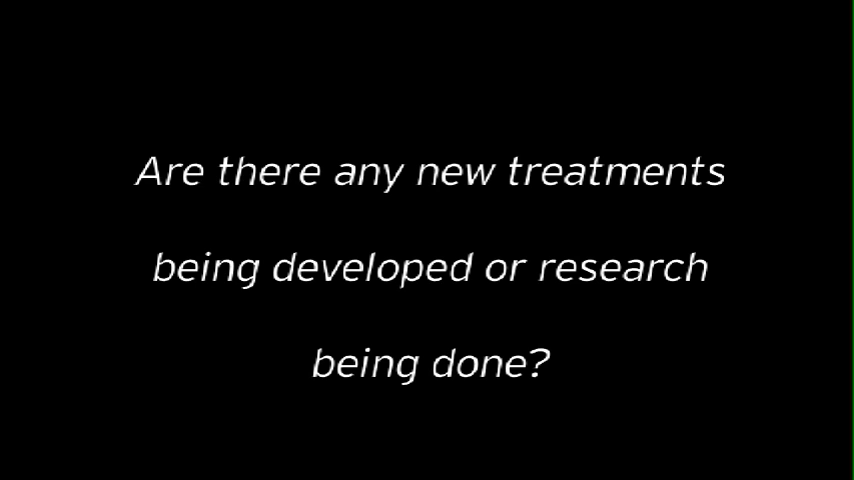 Are there any new treatments
being developed or research
being done?